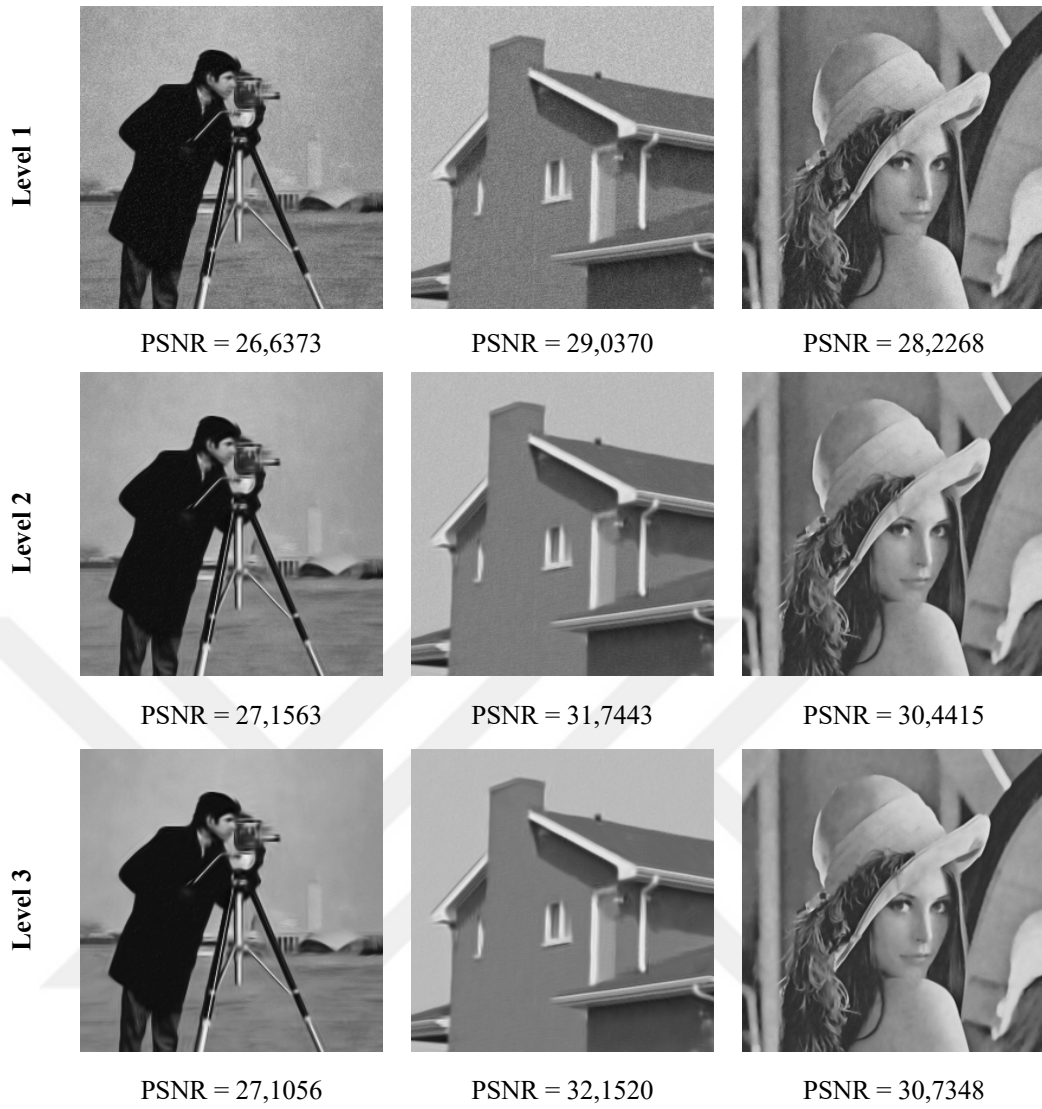 Level 1
PSNR = 26,6373
PSNR = 29,0370
PSNR = 28,2268
Level 2
PSNR = 27,1563
PSNR = 31,7443
PSNR = 30,4415
Level 3
PSNR = 27,1056
PSNR = 32,1520
PSNR = 30,7348